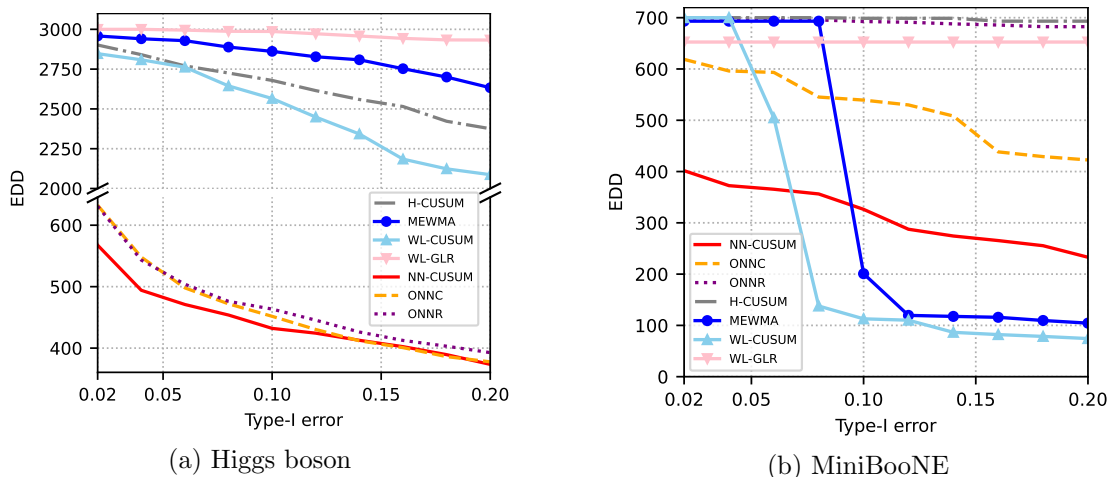 3000
2750
2500
2250
2000
600
500
400
EDD
H-CUSUM
MEWMA
WL-CUSUM
WL-GLR
NN-CUSUM
ONNC
ONNR
0.02
0.05
0.10
0.15
0.20
Type-I error
(a) Higgs boson
700
600
500
400
300
200
100
0
EDD
NN-CUSUM
ONNC
ONNR
H-CUSUM
MEWMA
WL-CUSUM
WL-GLR
0.02
0.05
0.10
0.15
0.20
Type-I error
(b) MiniBooNE